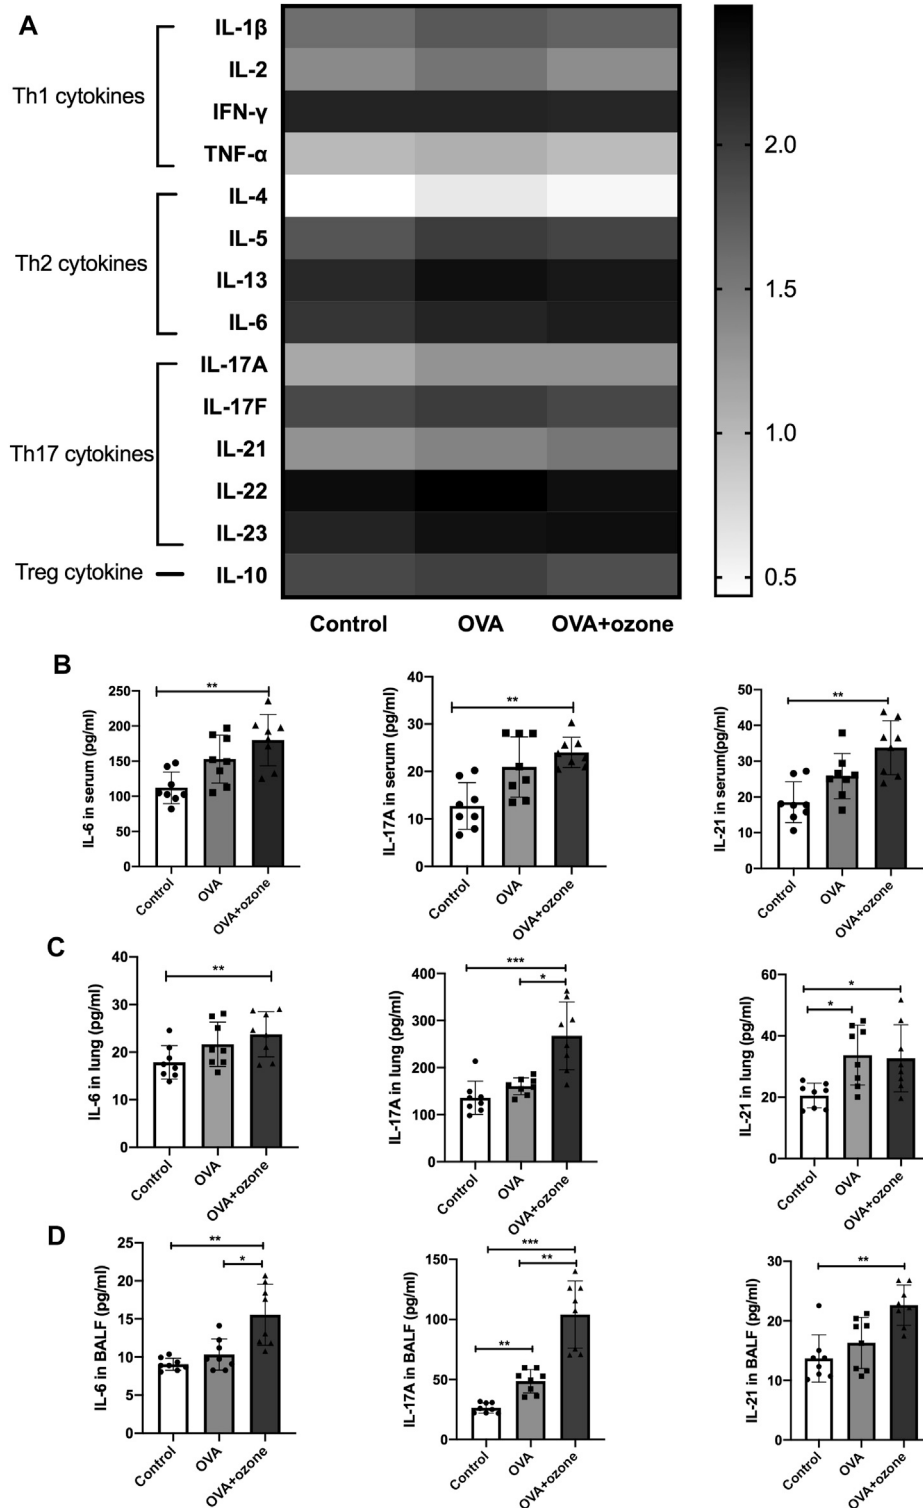 A
Th1 cytokines
IL-1β
IL-2
IFN-γ
TNF-α
Th2 cytokines
IL-4
IL-5
IL-13
IL-6
Th17 cytokines
IL-17A
IL-17F
IL-21
IL-22
IL-23
Treg cytokine
IL-10
Control OVA OVA+ozone
2.0
1.5
1.0
0.5
B
IL-6 in serum (pg/ml)
250
200
150
100
50
0
**
Control OVA OVA+ozone
IL-17A in serum (pg/ml)
40
30
20
10
0
**
Control OVA OVA+ozone
IL-21 in serum(pg/ml)
50
40
30
20
10
0
**
Control OVA OVA+ozone
C
IL-6 in lung (pg/ml)
40
30
20
10
0
**
Control OVA OVA+ozone
IL-17A in lung (pg/ml)
400
300
200
100
0
***
*
Control OVA OVA+ozone
IL-21 in lung (pg/ml)
60
40
20
0
*
*
Control OVA OVA+ozone
D
IL-6 in BALF (pg/ml)
25
20
15
10
5
0
**
*
Control OVA OVA+ozone
IL-17A in BALF (pg/ml)
150
100
50
0
***
**
**
Control OVA OVA+ozone
IL-21 in BALF (pg/ml)
30
20
10
0
**
Control OVA OVA+ozone